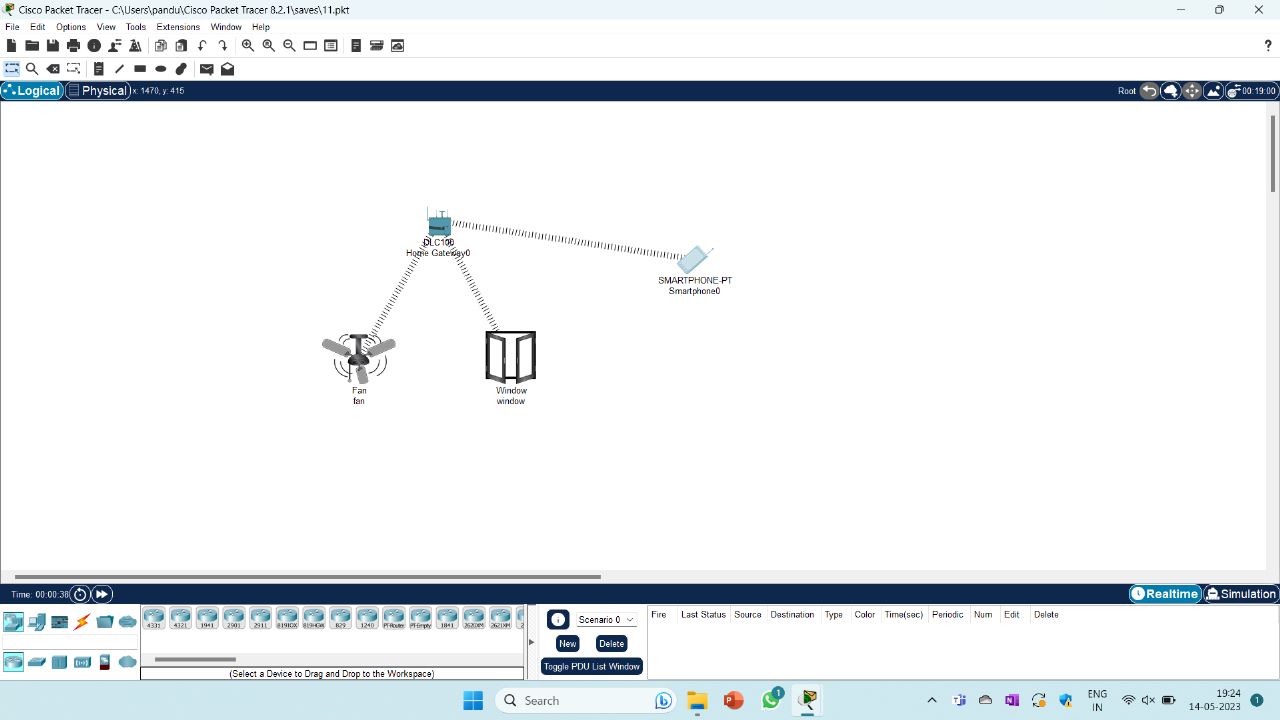 Cisco Packet Tracer - C:\Users\pandu\Cisco Packet Tracer 8.2.1\saves\11.pkt
File Edit Options View Tools Extensions Window Help
?
Logical Physical x: 1470, y: 415 Root 00:19:00
DLC100
Home Gateway0
SMARTPHONE-PT
Smartphone0
Fan
fan
Window
window
Time: 00:00:38 Realtime Simulation
4331 4321 1941 2901 2911 819IOX 819HGW 829 1240 PT-Router PT-Empty 1841 2620XM 2621XM 2
Scenario 0
New Delete
Toggle PDU List Window
Fire Last Status Source Destination Type Color Time(sec) Periodic Num Edit Delete
(Select a Device to Drag and Drop to the Workspace)
Search
1
ENG
IN
19:24
14-05-2023
1